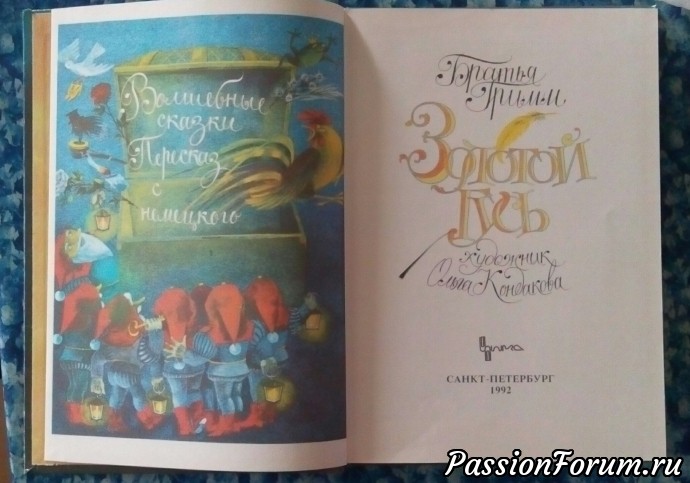 Волшебные
сказки
Пересказ
с
немецкого
Братья
Гримм
Золотой
Гусь
художник
Ольга Кондакова
САНКТ-ПЕТЕРБУРГ
1992
PassionForum.ru